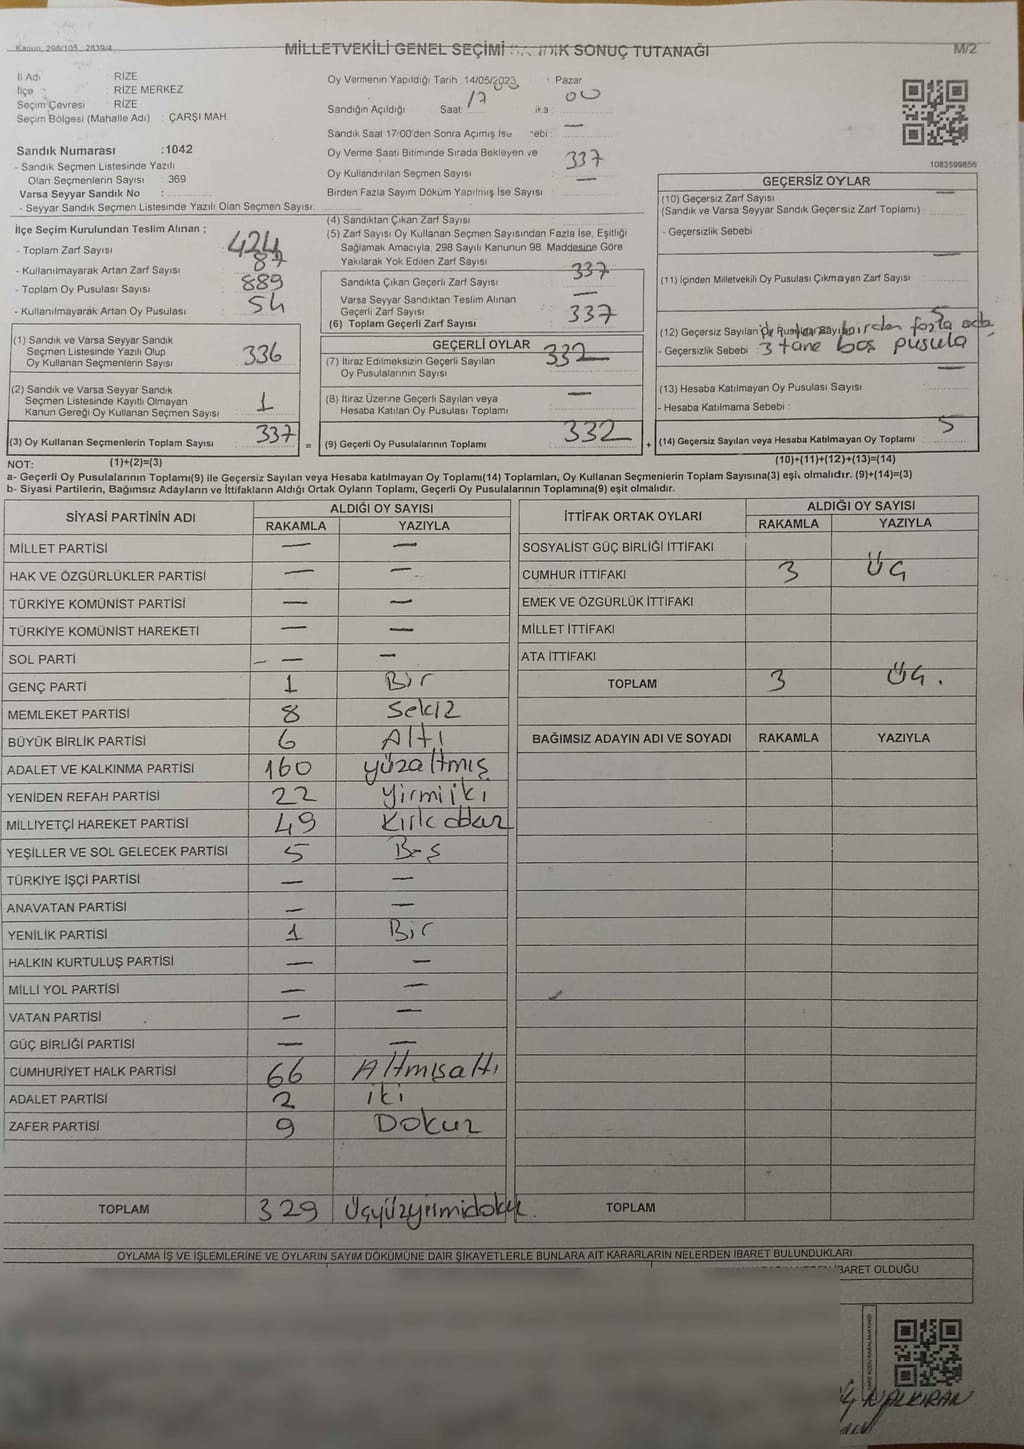 Kanun, 298/105, 2839/4
MİLLETVEKİLİ GENEL SEÇİMİ SONUÇ TUTANAĞI
M/2
İl Adı RİZE
İlçe RİZE MERKEZ
Seçim Çevresi RİZE
Seçim Bölgesi (Mahalle Adı) : ÇARŞI MAH.
Sandık Numarası :1042
- Sandık Seçmen Listesinde Yazılı
Olan Seçmenlerin Sayısı : 369
Varsa Seyyar Sandık No :
- Seyyar Sandık Seçmen Listesinde Yazılı Olan Seçmen Sayısı:
Oy Vermenin Yapıldığı Tarih :14/05/2023 Pazar
Sandığın Açıldığı Saat: 17 00
Sandık Saat 17:00'den Sonra Açımış İse —
Oy Verme Saati Bitiminde Sırada Bekleyen ve
Oy Kullandırılan Seçmen Sayısı 337
Birden Fazla Sayım Döküm Yapılmış İse Sayısı —
1083599856
İlçe Seçim Kurulundan Teslim Alınan ;
- Toplam Zarf Sayısı 424
- Kullanılmayarak Artan Zarf Sayısı 87
- Toplam Oy Pusulası Sayısı 889
- Kullanılmayarak Artan Oy Pusulası 54
(1) Sandık ve Varsa Seyyar Sandık
Seçmen Listesinde Yazılı Olup
Oy Kullanan Seçmenlerin Sayısı 336
(2) Sandık ve Varsa Seyyar Sandık
Seçmen Listesinde Kayıtlı Olmayan
Kanun Gereği Oy Kullanan Seçmen Sayısı 1
(3) Oy Kullanan Seçmenlerin Toplam Sayısı 337 =
(4) Sandıktan Çıkan Zarf Sayısı
(5) Zarf Sayısı Oy Kullanan Seçmen Sayısından Fazla İse, Eşitliği
Sağlamak Amacıyla; 298 Sayılı Kanunun 98. Maddesine Göre
Yakılarak Yok Edilen Zarf Sayısı
Sandıkta Çıkan Geçerli Zarf Sayısı 337
Varsa Seyyar Sandıktan Teslim Alınan
Geçerli Zarf Sayısı —
(6) Toplam Geçerli Zarf Sayısı 337
GEÇERLİ OYLAR
(7) İtiraz Edilmeksizin Geçerli Sayılan
Oy Pusulalarının Sayısı 332
(8) İtiraz Üzerine Geçerli Sayılan veya
Hesaba Katılan Oy Pusulası Toplamı —
(9) Geçerli Oy Pusulalarının Toplamı 332 +
GEÇERSİZ OYLAR
(10) Geçersiz Zarf Sayısı
(Sandık ve Varsa Seyyar Sandık Geçersiz Zarf Toplamı) —
- Geçersizlik Sebebi
(11) İçinden Milletvekili Oy Pusulası Çıkmayan Zarf Sayısı —
(12) Geçersiz Sayılan 5
birden fazla
- Geçersizlik Sebebi : 3 tane boş pusula
(13) Hesaba Katılmayan Oy Pusulası Sayısı —
- Hesaba Katılmama Sebebi :
(14) Geçersiz Sayılan veya Hesaba Katılmayan Oy Toplamı 5
NOT: (1)+(2)=(3)
(10)+(11)+(12)+(13)=(14)
a- Geçerli Oy Pusulalarının Toplamı(9) ile Geçersiz Sayılan veya Hesaba katılmayan Oy Toplamı(14) Toplamları, Oy Kullanan Seçmenlerin Toplam Sayısına(3) eşit olmalıdır. (9)+(14)=(3)
b- Siyasi Partilerin, Bağımsız Adayların ve İttifakların Aldığı Ortak Oyların Toplamı, Geçerli Oy Pusulalarının Toplamına(9) eşit olmalıdır.
SİYASİ PARTİNİN ADI
ALDIĞI OY SAYISI
RAKAMLA YAZIYLA
MİLLET PARTİSİ — —
HAK VE ÖZGÜRLÜKLER PARTİSİ — —
TÜRKİYE KOMÜNİST PARTİSİ — —
TÜRKİYE KOMÜNİST HAREKETİ — —
SOL PARTİ — —
GENÇ PARTİ 1 Bir
MEMLEKET PARTİSİ 8 Sekiz
BÜYÜK BİRLİK PARTİSİ 6 Altı
ADALET VE KALKINMA PARTİSİ 160 yüzaltmış
YENİDEN REFAH PARTİSİ 22 yirmiiki
MİLLİYETÇİ HAREKET PARTİSİ 49 Kırkdokuz
YEŞİLLER VE SOL GELECEK PARTİSİ 5 Beş
TÜRKİYE İŞÇİ PARTİSİ — —
ANAVATAN PARTİSİ — —
YENİLİK PARTİSİ 1 Bir
HALKIN KURTULUŞ PARTİSİ — —
MİLLİ YOL PARTİSİ — —
VATAN PARTİSİ — —
GÜÇ BİRLİĞİ PARTİSİ — —
CUMHURİYET HALK PARTİSİ 66 Altmışaltı
ADALET PARTİSİ 2 iki
ZAFER PARTİSİ 9 Dokuz
TOPLAM 329 Üçyüzyirmidokuz
İTTİFAK ORTAK OYLARI
ALDIĞI OY SAYISI
RAKAMLA YAZIYLA
SOSYALİST GÜÇ BİRLİĞİ İTTİFAKI
CUMHUR İTTİFAKI 3 ÜÇ
EMEK VE ÖZGÜRLÜK İTTİFAKI
MİLLET İTTİFAKI
ATA İTTİFAKI
TOPLAM 3 ÜÇ.
BAĞIMSIZ ADAYIN ADI VE SOYADI RAKAMLA YAZIYLA
TOPLAM
OYLAMA İŞ VE İŞLEMLERİNE VE OYLARIN SAYIM DÖKÜMÜNE DAİR ŞİKAYETLERLE BUNLARA AİT KARARLARIN NELERDEN İBARET BULUNDUKLARI
İBARET OLDUĞU
NALKIRAN